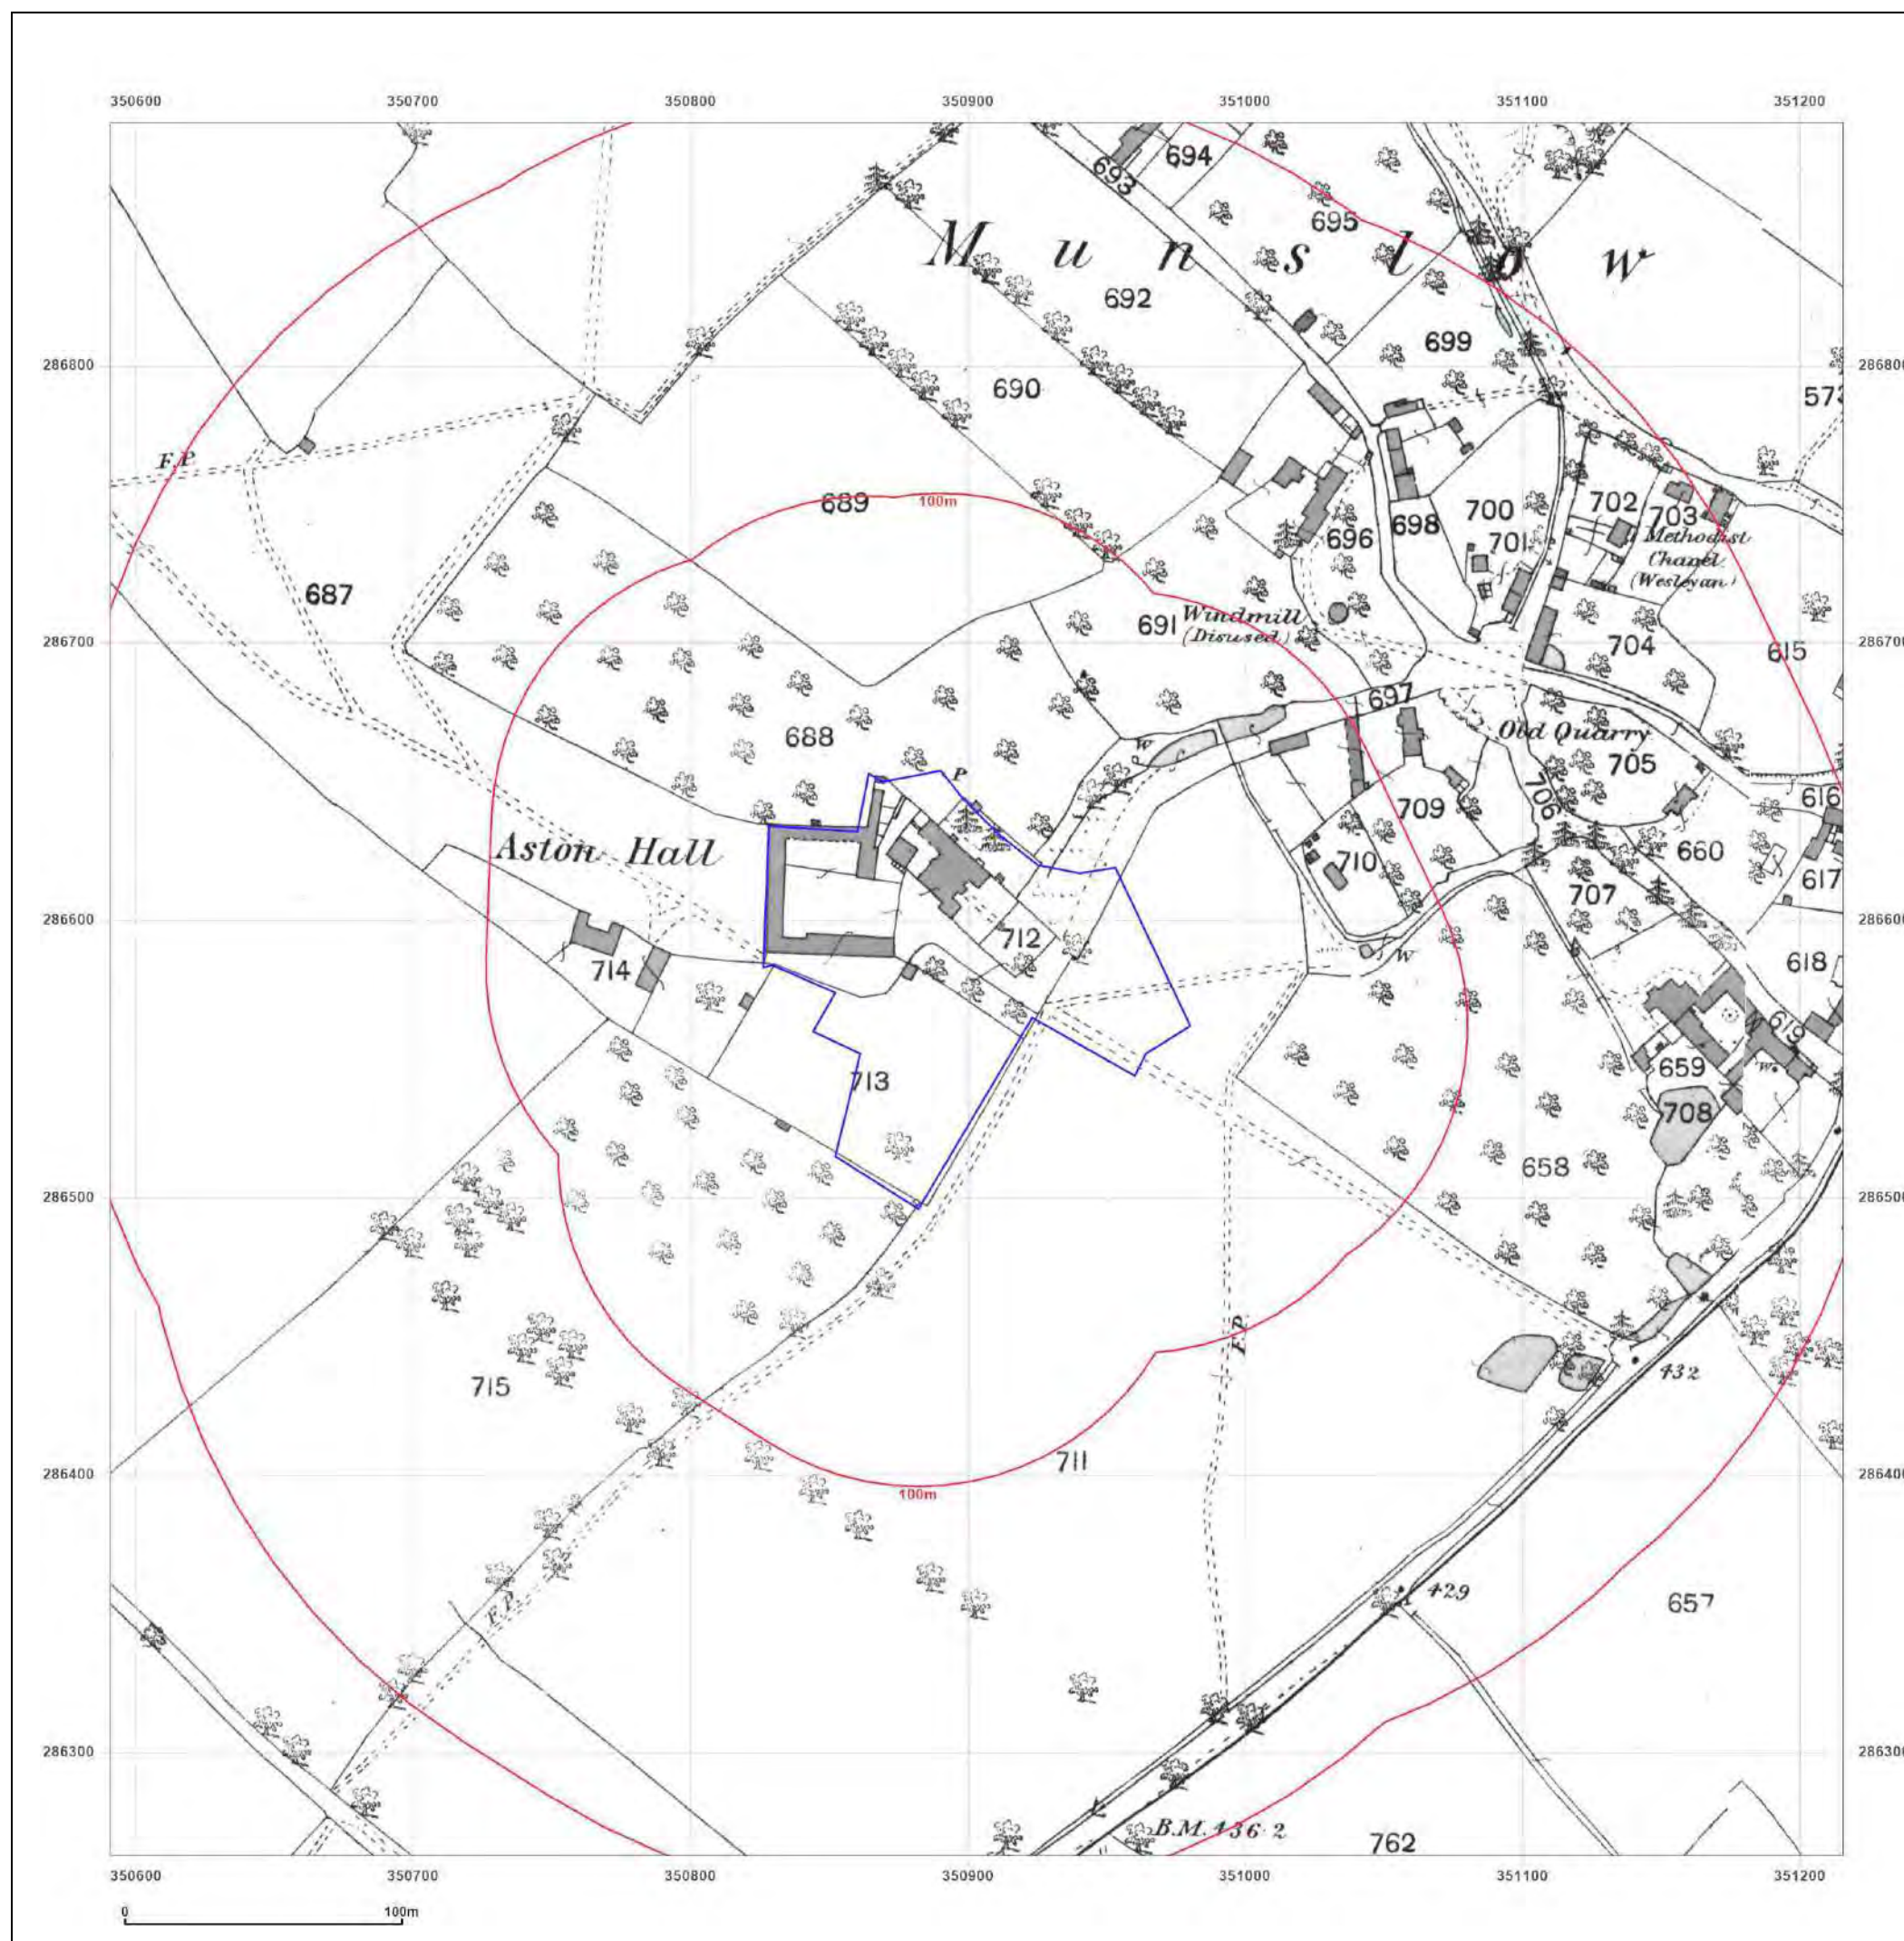 350600 350700 350800 350900 351000 351100 351200
694
693
695
M u n s l o w
692
699
286800 286800
690
573
F.P
689
100m
702
703
700
698
701
696
Methodist
Chapel
(Wesleyan)
687
691
Windmill
(Disused)
704
286700 286700
615
697
688
Old Quarry
705
W
P
706
616
709
Aston Hall
660
710
617
707
286600 286600
712
W
618
714
619
713
659
W
708
658
286500 286500
F.P.
432
715
711
286400 286400
100m
429
657
F.P.
286300 286300
B.M.436.2
762
350600 350700 350800 350900 351000 351100 351200
0 100m